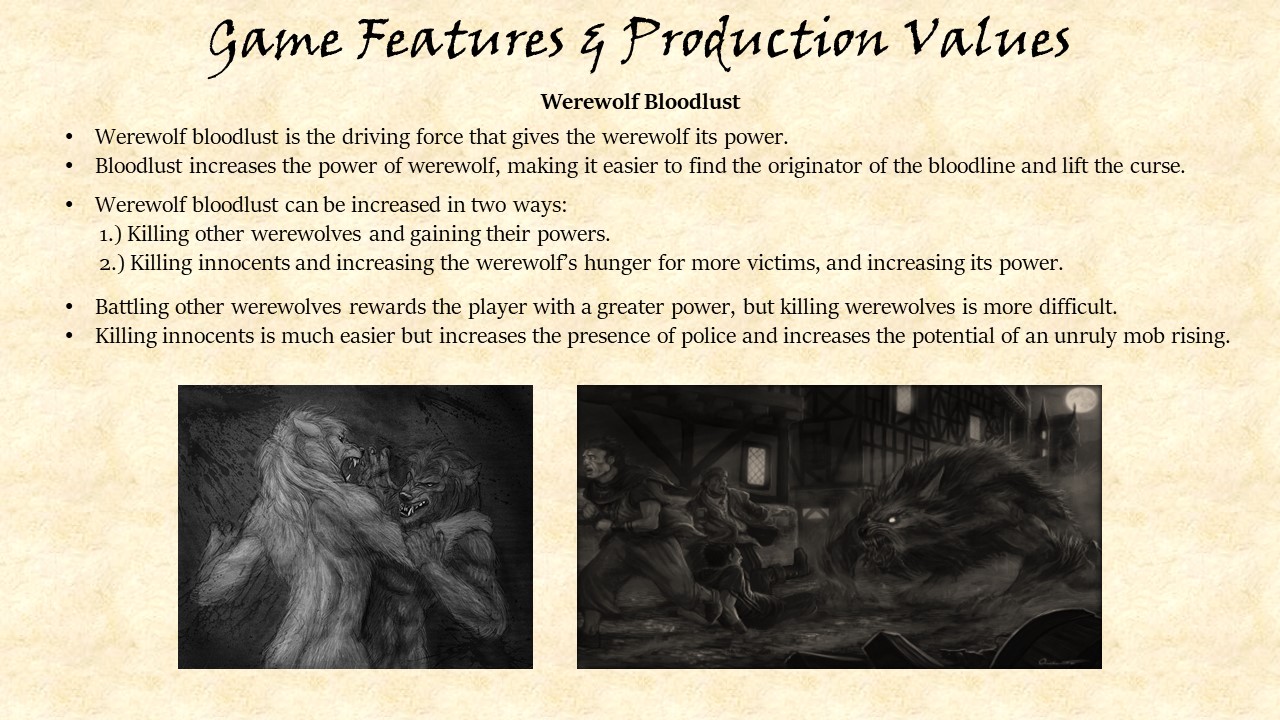 Game Features & Production Values
Werewolf Bloodlust
• Werewolf bloodlust is the driving force that gives the werewolf its power.
• Bloodlust increases the power of werewolf, making it easier to find the originator of the bloodline and lift the curse.
• Werewolf bloodlust can be increased in two ways:
1.) Killing other werewolves and gaining their powers.
2.) Killing innocents and increasing the werewolf’s hunger for more victims, and increasing its power.
• Battling other werewolves rewards the player with a greater power, but killing werewolves is more difficult.
• Killing innocents is much easier but increases the presence of police and increases the potential of an unruly mob rising.